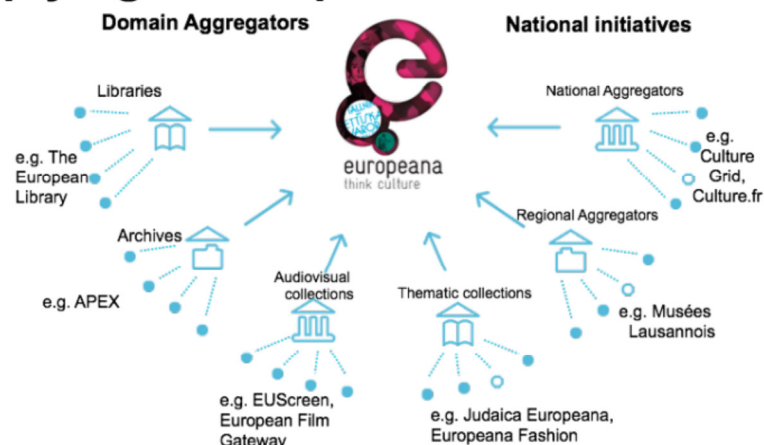 Domain Aggregators
National initiatives
Libraries
e.g. The
European
Library
europeana
think culture
National Aggregators
e.g.
Culture
Grid,
Culture.fr
Archives
e.g. APEX
Regional Aggregators
e.g. Musées
Lausannois
Audiovisual
collections
e.g. EUScreen,
European Film
Gateway
Thematic collections
e.g. Judaica Europeana,
Europeana Fashion